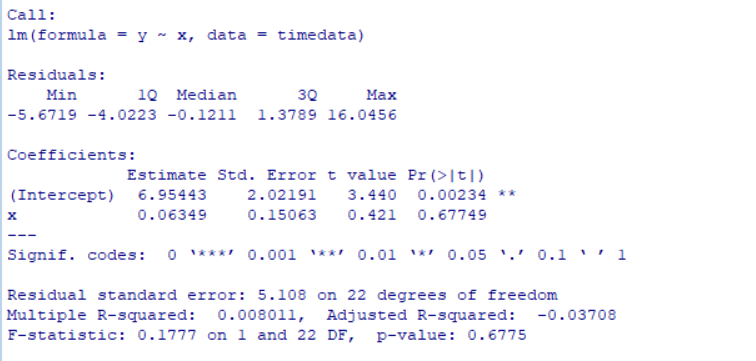 Call:
lm(formula = y ~ x, data = timedata)
Residuals:
    Min      1Q  Median      3Q     Max
-5.6719 -4.0223 -0.1211  1.3789 16.0456
Coefficients:
            Estimate Std. Error t value Pr(>|t|)
(Intercept)  6.95443    2.02191   3.440  0.00234 **
x            0.06349    0.15063   0.421  0.67749
---
Signif. codes:  0 ‘***’ 0.001 ‘**’ 0.01 ‘*’ 0.05 ‘.’ 0.1 ‘ ’ 1
Residual standard error: 5.108 on 22 degrees of freedom
Multiple R-squared:  0.008011,  Adjusted R-squared:  -0.03708
F-statistic: 0.1777 on 1 and 22 DF,  p-value: 0.6775